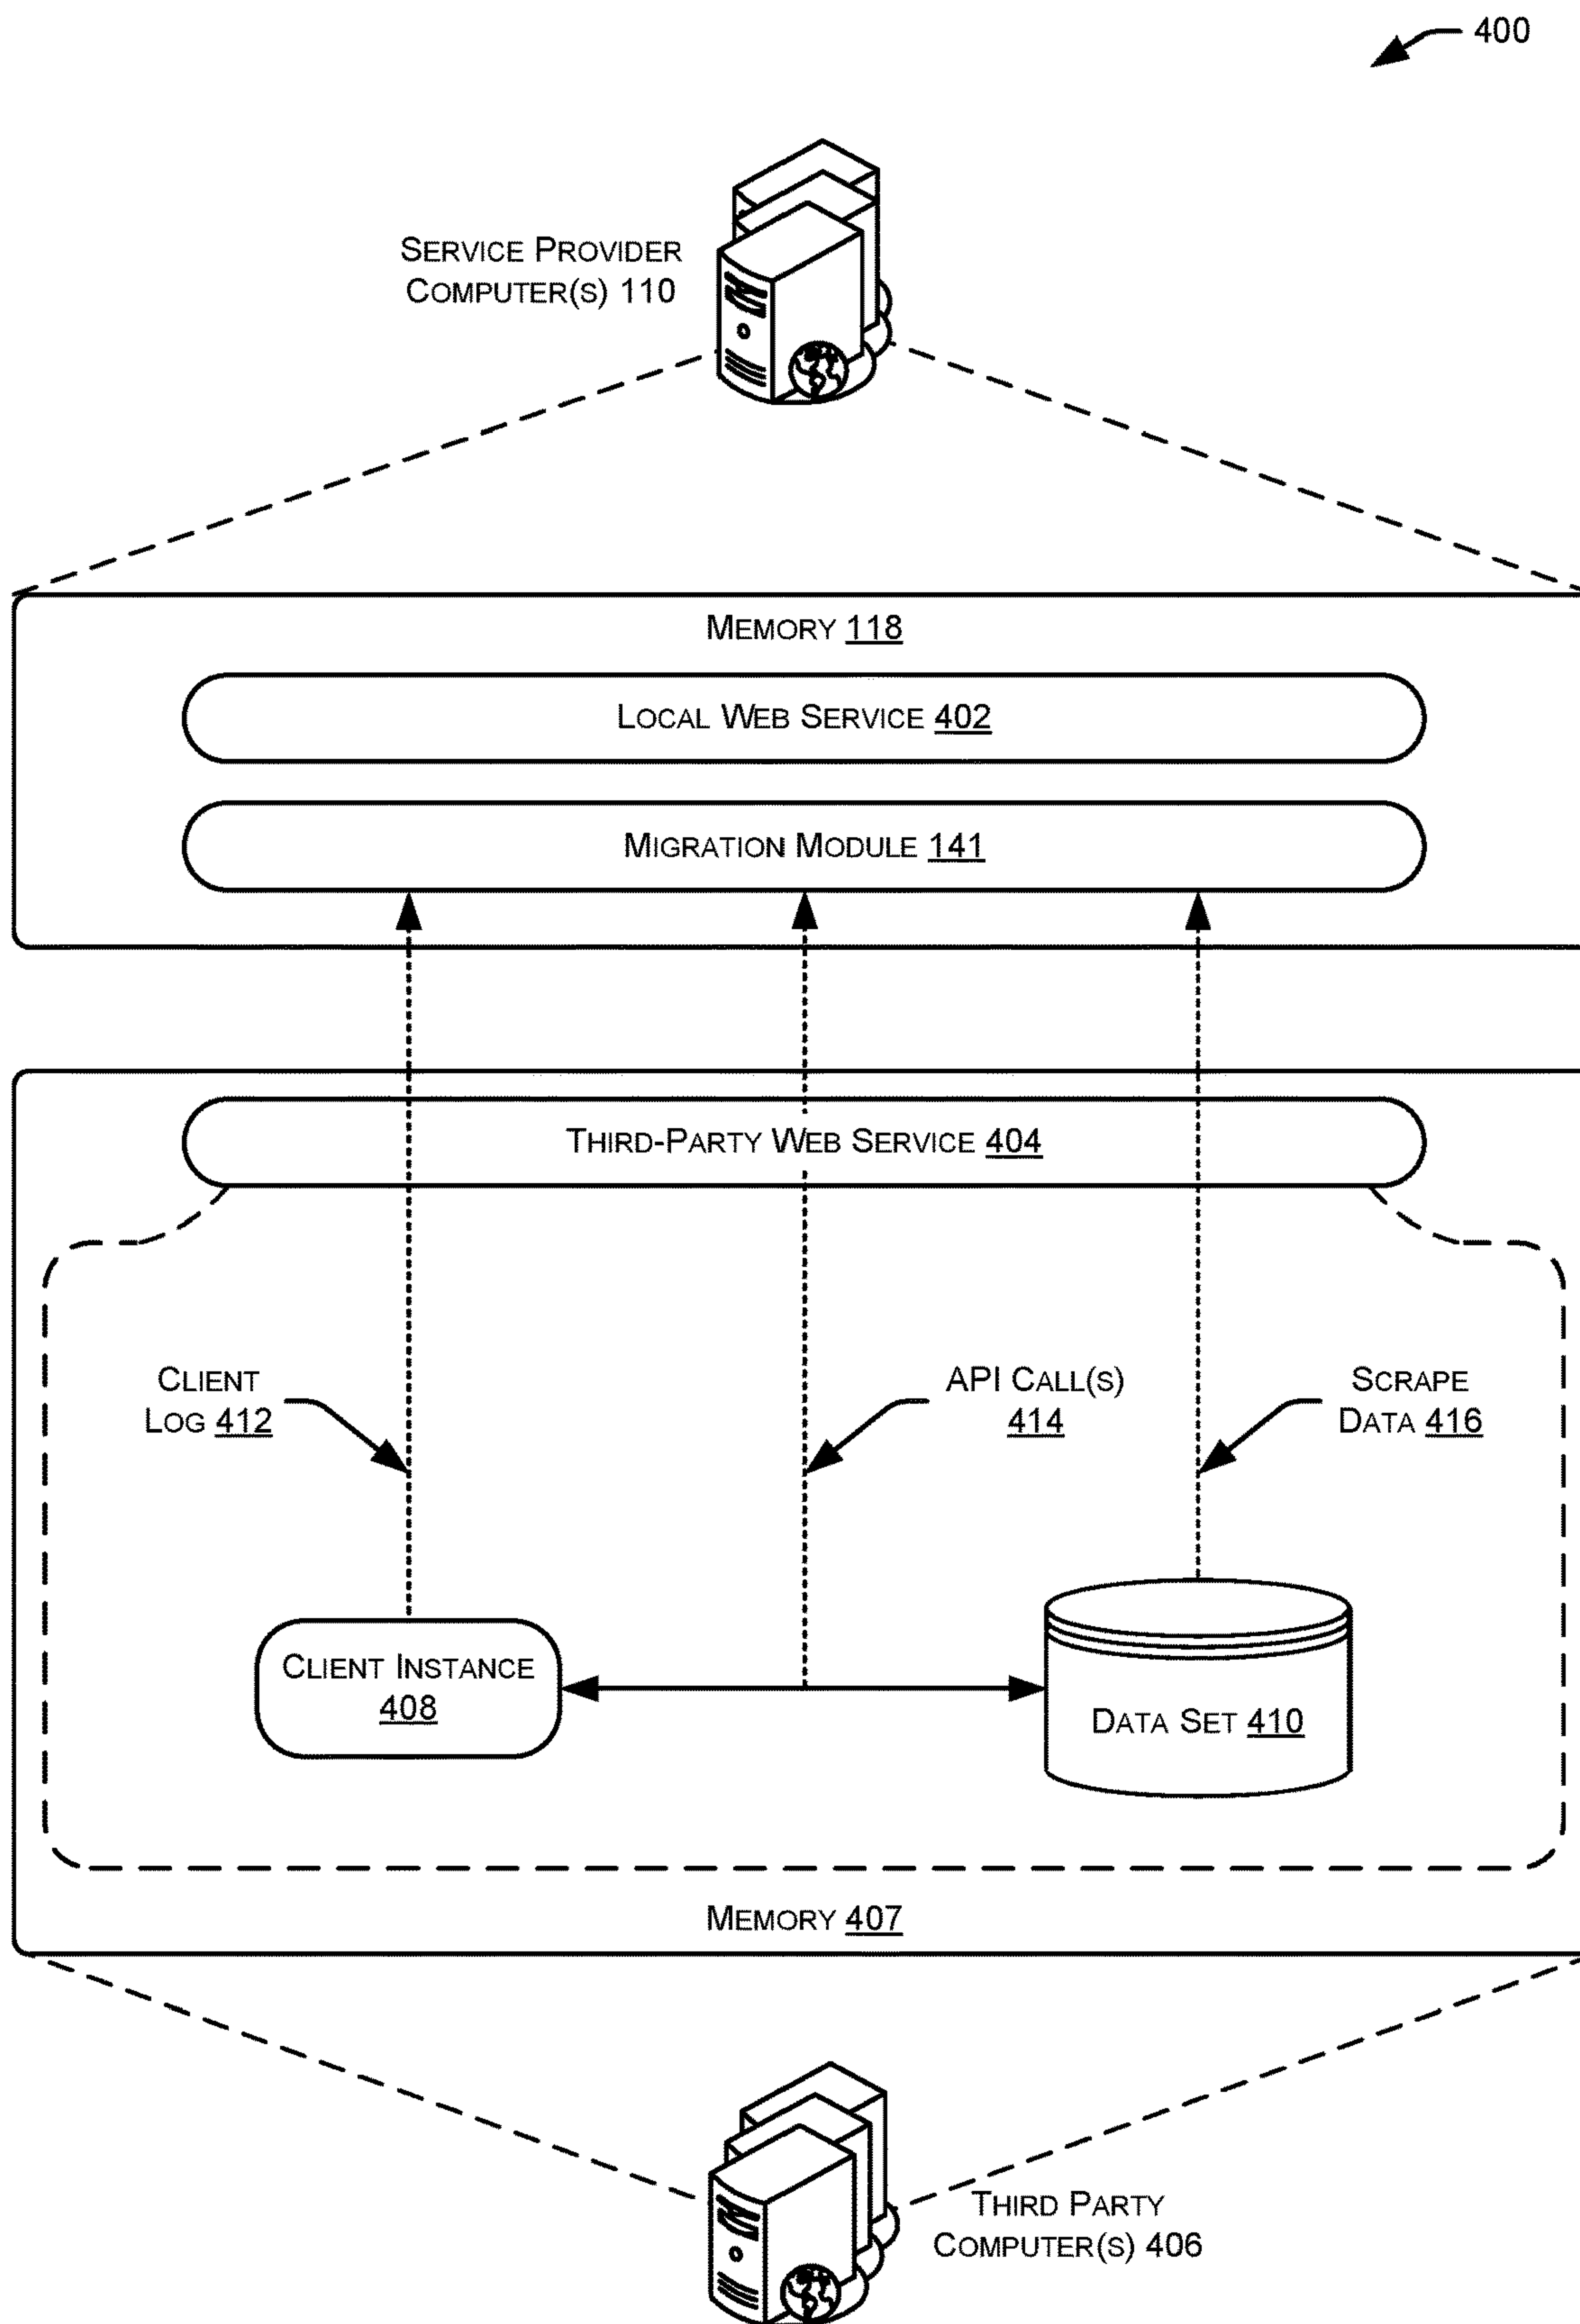 400
SERVICE PROVIDER
COMPUTER(S) 110
MEMORY 118
LOCAL WEB SERVICE 402
MIGRATION MODULE 141
THIRD-PARTY WEB SERVICE 404
CLIENT
LOG 412
API CALL(S)
414
SCRAPE
DATA 416
CLIENT INSTANCE
408
DATA SET 410
MEMORY 407
THIRD PARTY
COMPUTER(S) 406